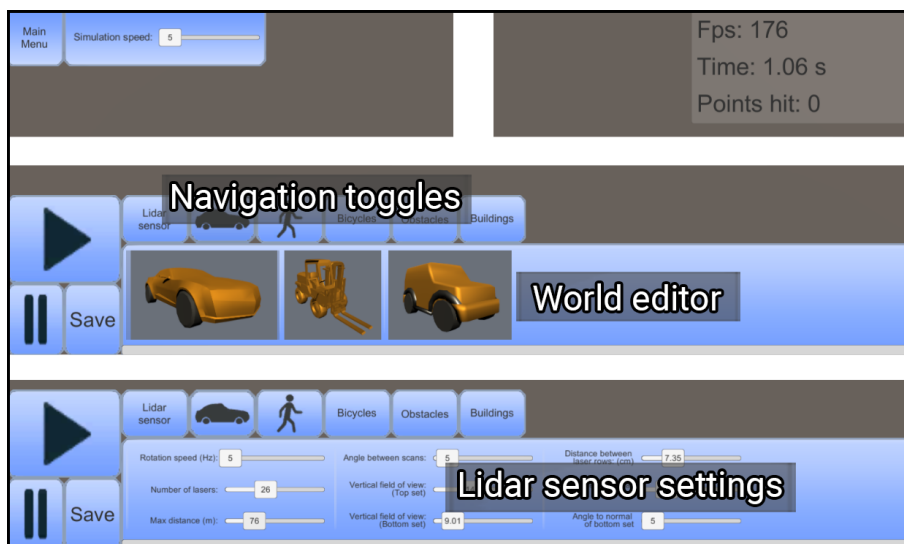 Main
Menu
Simulation speed: 5
Fps: 176
Time: 1.06 s
Points hit: 0
Navigation toggles
Lidar
sensor
Bicycles
Obstacles
Buildings
Save
World editor
Lidar
sensor
Bicycles
Obstacles
Buildings
Rotation speed (Hz): 5
Angle between scans: 5
Distance between
laser rows: (cm) 7.35
Number of lasers: 26
Vertical field of view:
(Top set)
Lidar sensor settings
Save
Max distance (m): 76
Vertical field of view:
(Bottom set) 9.01
Angle to normal
of bottom set 5